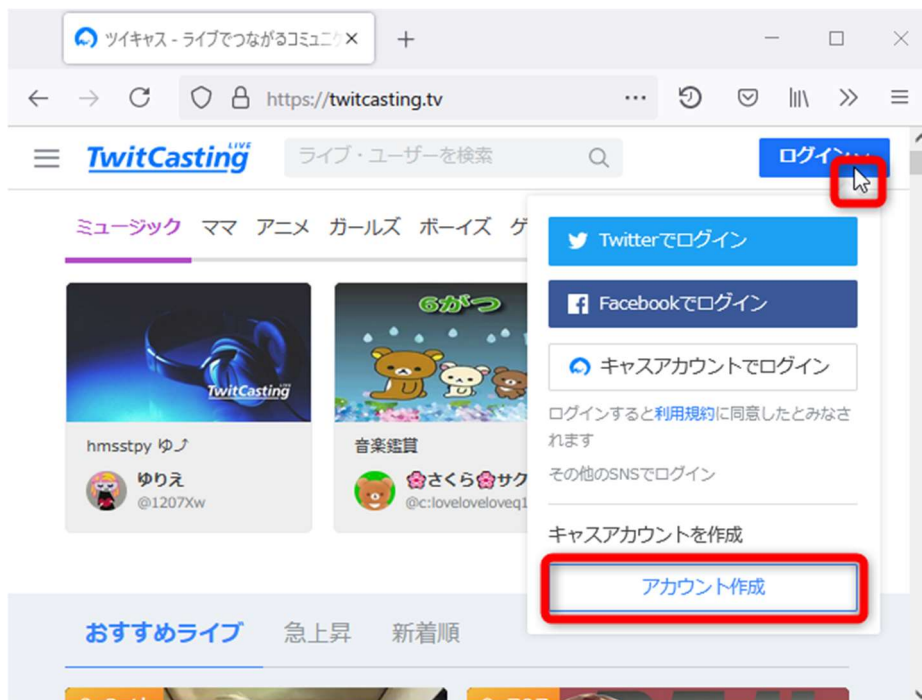 ツイキャス - ライブでつながるコミュニケ
https://twitcasting.tv
TwitCasting LIVE
ライブ・ユーザーを検索
ログイン
ミュージック ママ アニメ ガールズ ボーイズ ゲ
Twitterでログイン
Facebookでログイン
キャスアカウントでログイン
ログインすると利用規約に同意したとみなさ
れます
その他のSNSでログイン
キャスアカウントを作成
アカウント作成
TwitCasting LIVE
hmsstpy ゆ⤴
ゆりえ
@1207Xw
6がつ
音楽鑑賞
🌸さくら🌸サク
@c:loveloveloveq1
おすすめライブ 急上昇 新着順